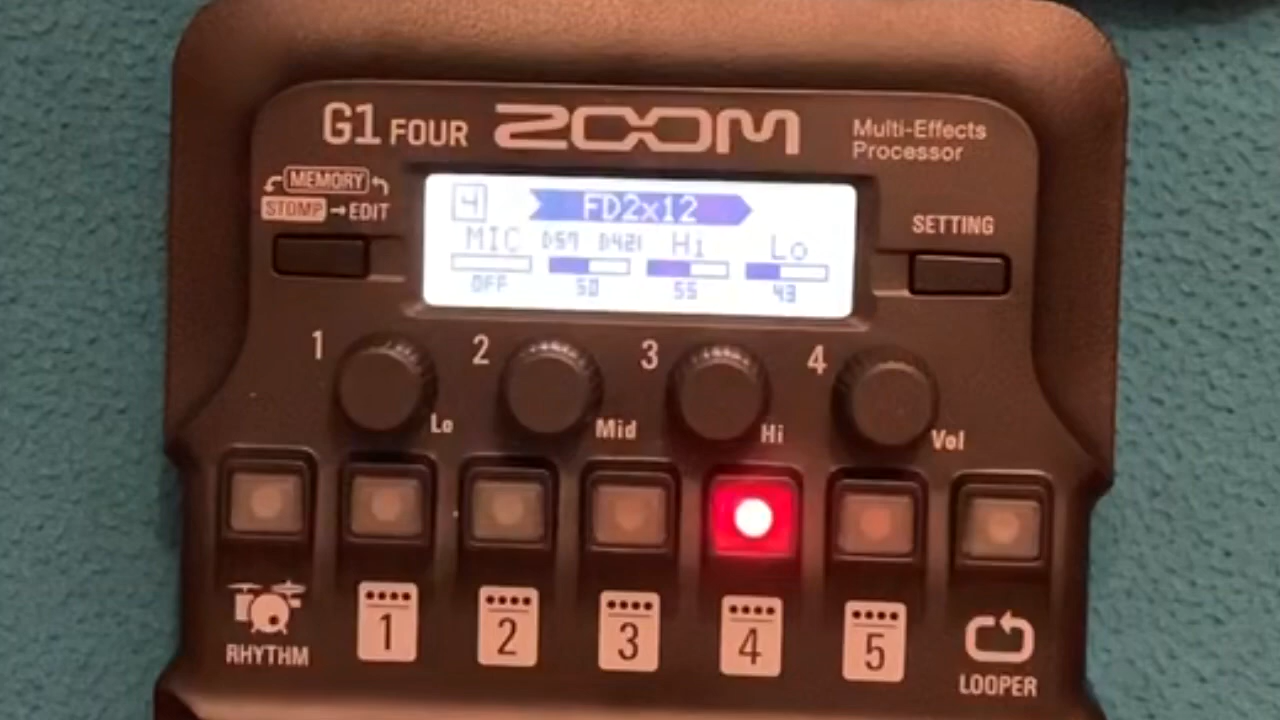 G1 FOUR ZOOM Multi-Effects
Processor
MEMORY
STOMP→EDIT
SETTING
4 FD2x12
MIC D57 D421 Hi Lo
OFF 50 55 43
1 2 3 4
Lo Mid Hi Vol
1 2 3 4 5
RHYTHM LOOPER